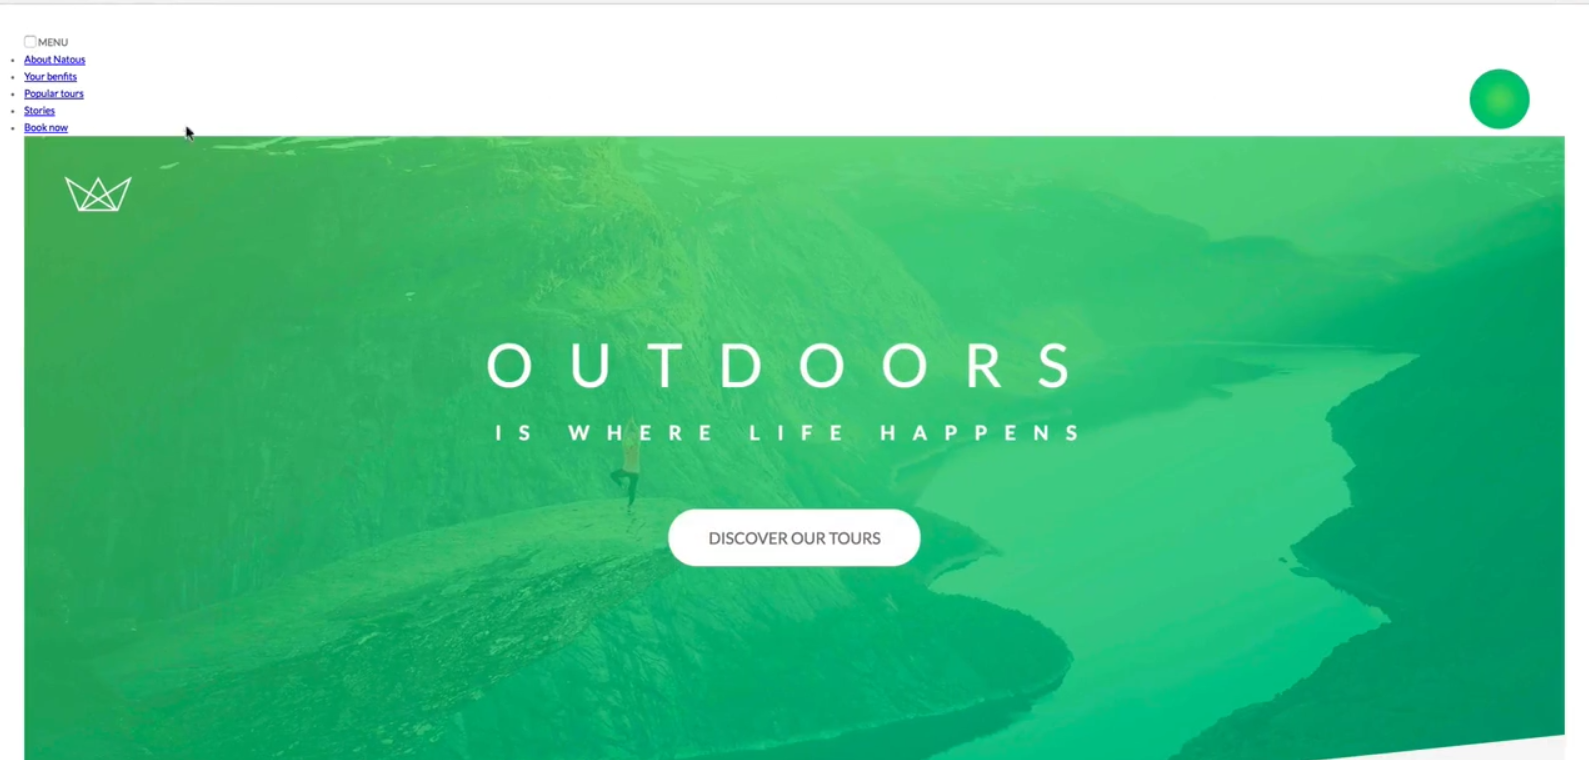 MENU
About Natous
Your benfits
Popular tours
Stories
Book now
OUTDOORS
IS WHERE LIFE HAPPENS
DISCOVER OUR TOURS